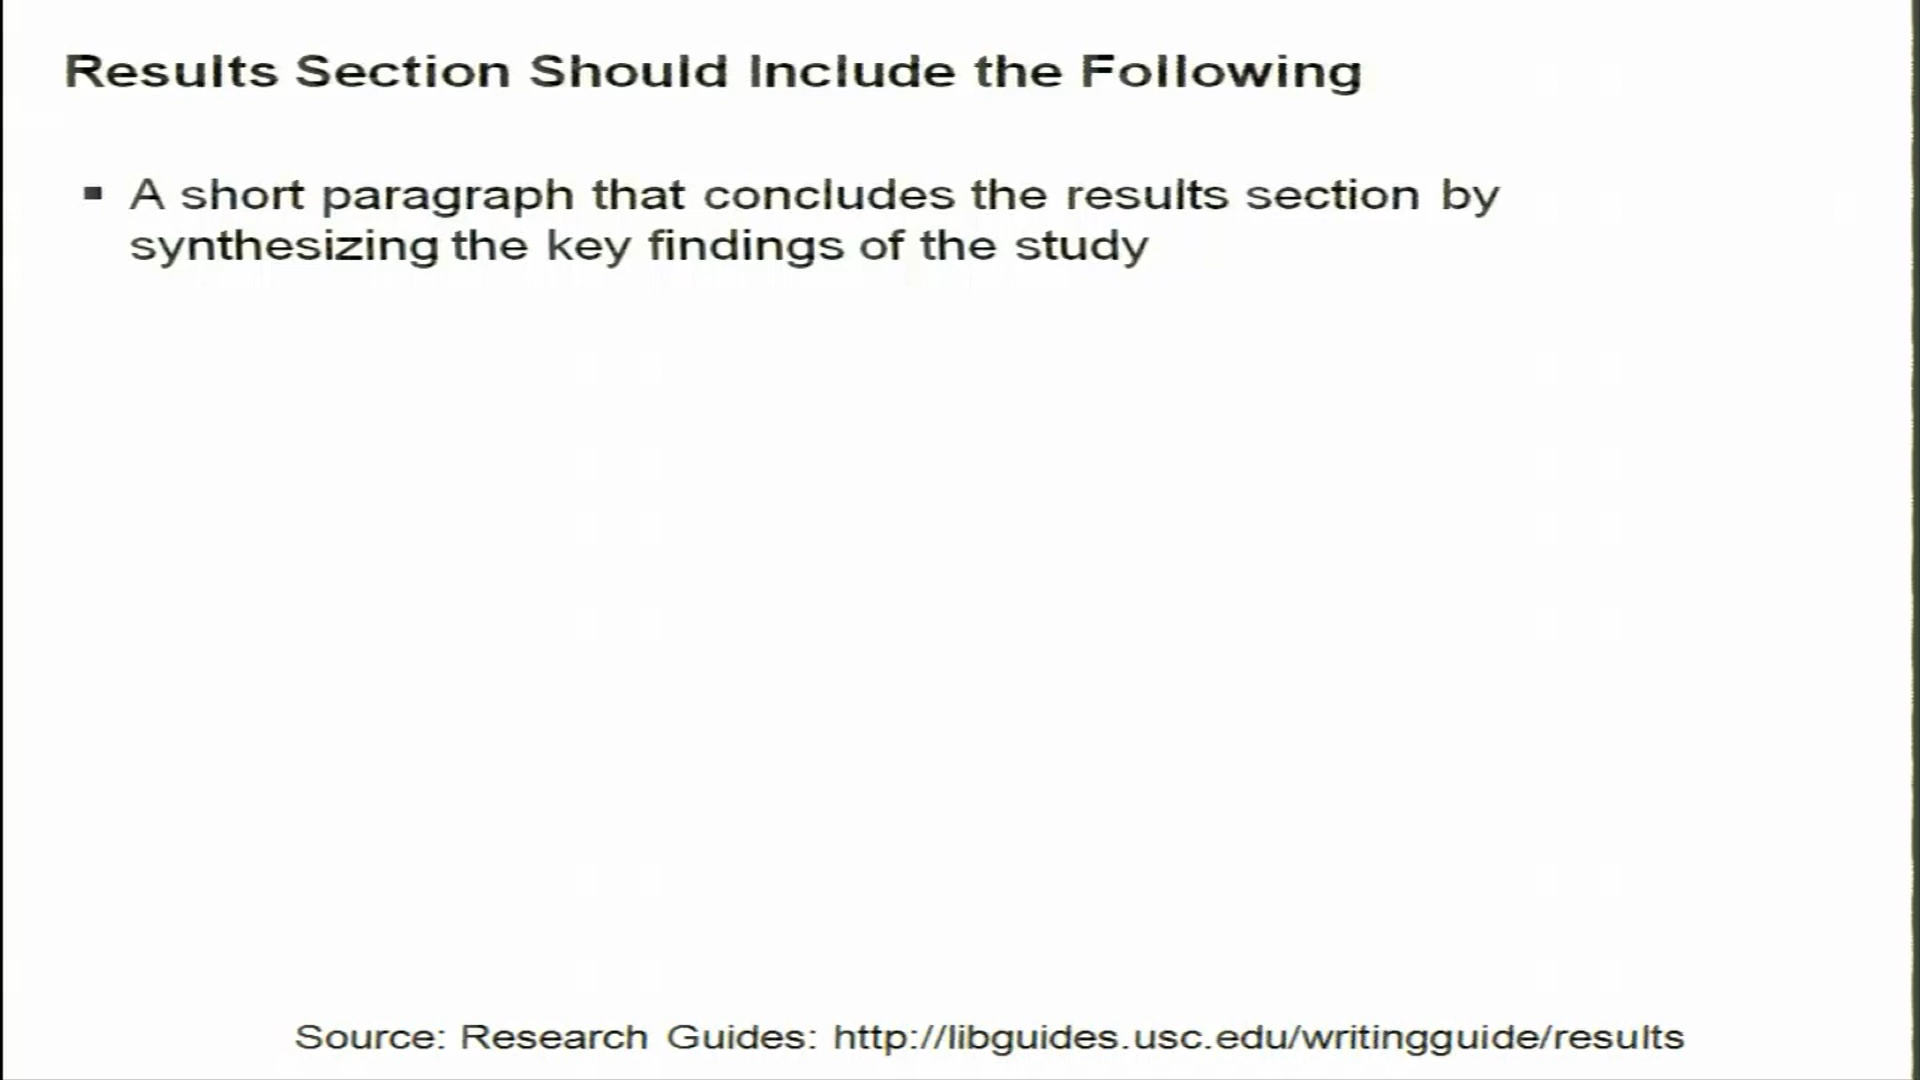 Results Section Should Include the Following
▪ A short paragraph that concludes the results section by
synthesizing the key findings of the study
Source: Research Guides: http://libguides.usc.edu/writingguide/results